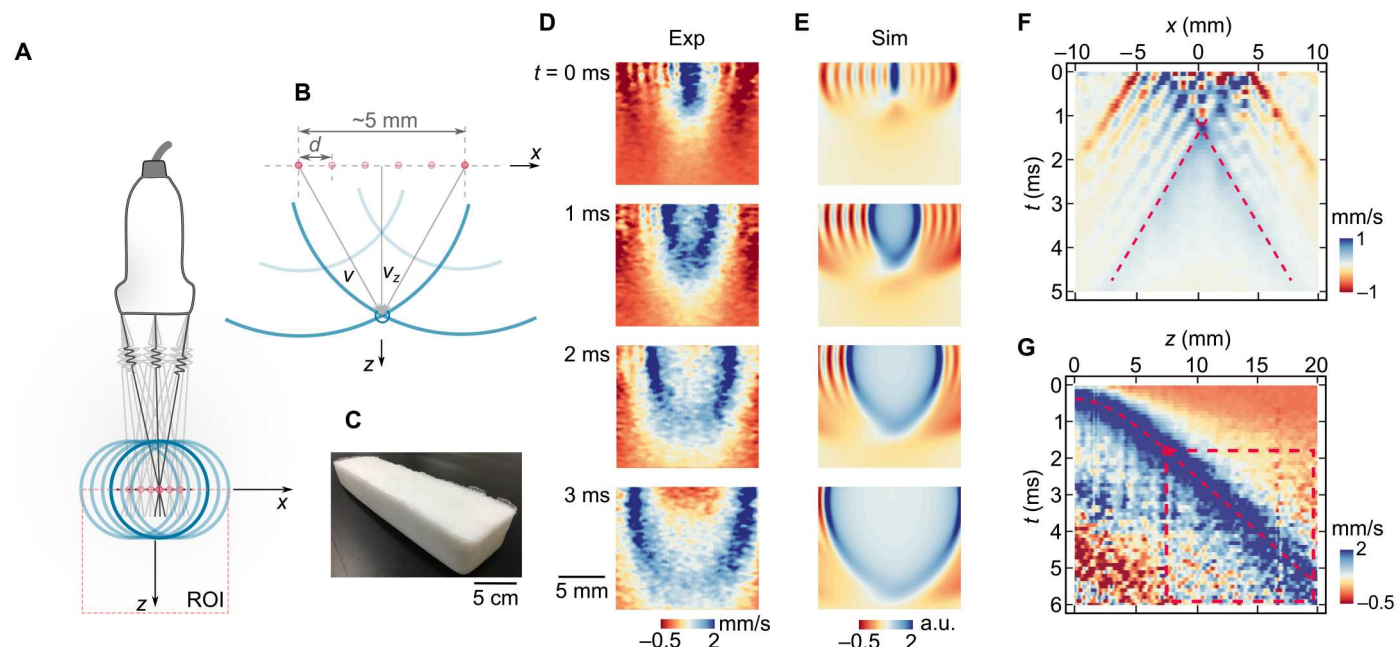 A
x
z
ROI
B
~5 mm
d
x
v
v_z
z
C
5 cm
D
Exp
t = 0 ms
1 ms
2 ms
3 ms
5 mm
mm/s
–0.5 2
E
Sim
a.u.
–0.5 2
F
x (mm)
–10 –5 0 5 10
0
1
2
3
4
5
t (ms)
mm/s
1
–1
G
z (mm)
0 5 10 15 20
0
1
2
3
4
5
6
t (ms)
mm/s
2
–0.5